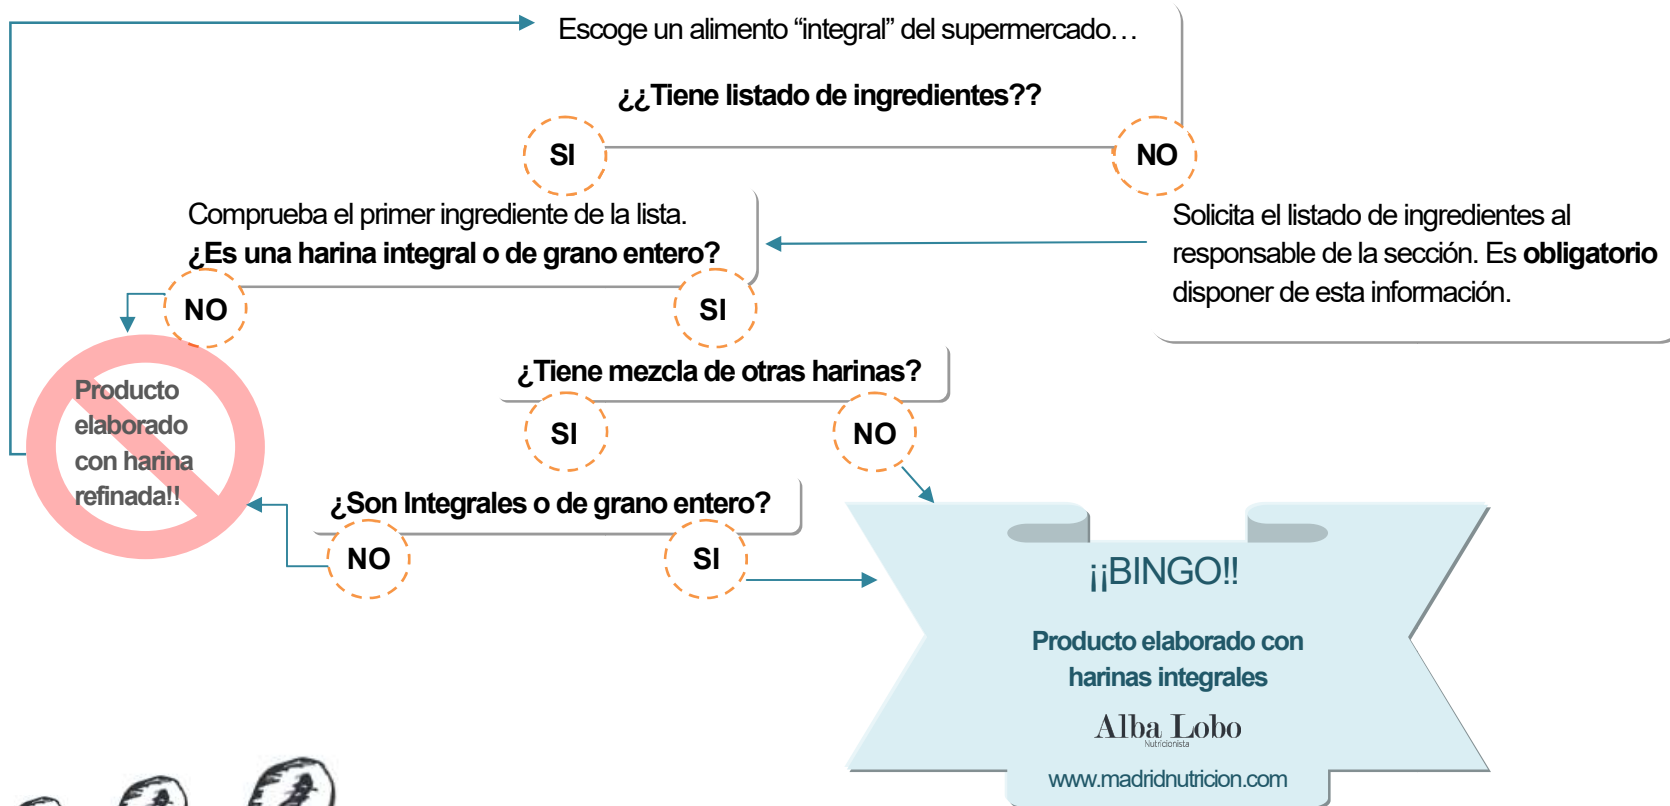 Escoge un alimento “integral” del supermercado…
¿¿Tiene listado de ingredientes??
SI
NO
Comprueba el primer ingrediente de la lista.
¿Es una harina integral o de grano entero?
Solicita el listado de ingredientes al
responsable de la sección. Es obligatorio
disponer de esta información.
NO
SI
¿Tiene mezcla de otras harinas?
Producto
elaborado
con harina
refinada!!
SI
NO
¿Son Integrales o de grano entero?
NO
SI
¡¡BINGO!!
Producto elaborado con
harinas integrales
Alba Lobo
Nutricionista
www.madridnutricion.com